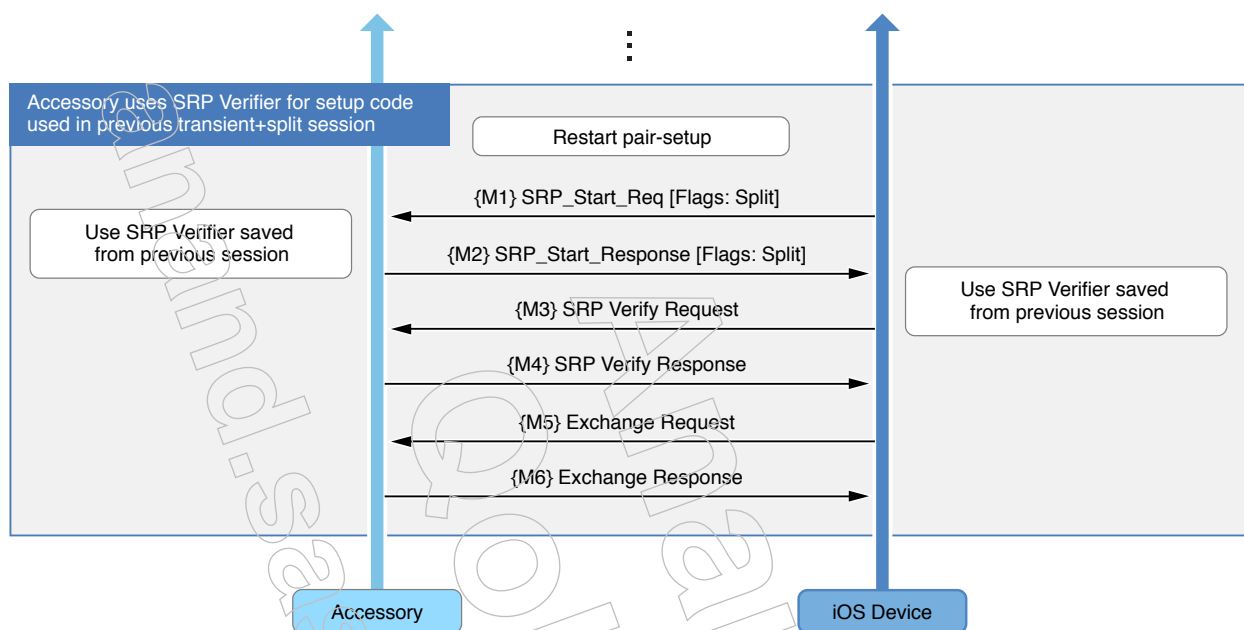 Accessory uses SRP Verifier for setup code
used in previous transient+split session
Restart pair-setup
{M1} SRP_Start_Req [Flags: Split]
Use SRP Verifier saved
from previous session
{M2} SRP_Start_Response [Flags: Split]
Use SRP Verifier saved
from previous session
{M3} SRP Verify Request
{M4} SRP Verify Response
{M5} Exchange Request
{M6} Exchange Response
Accessory
iOS Device